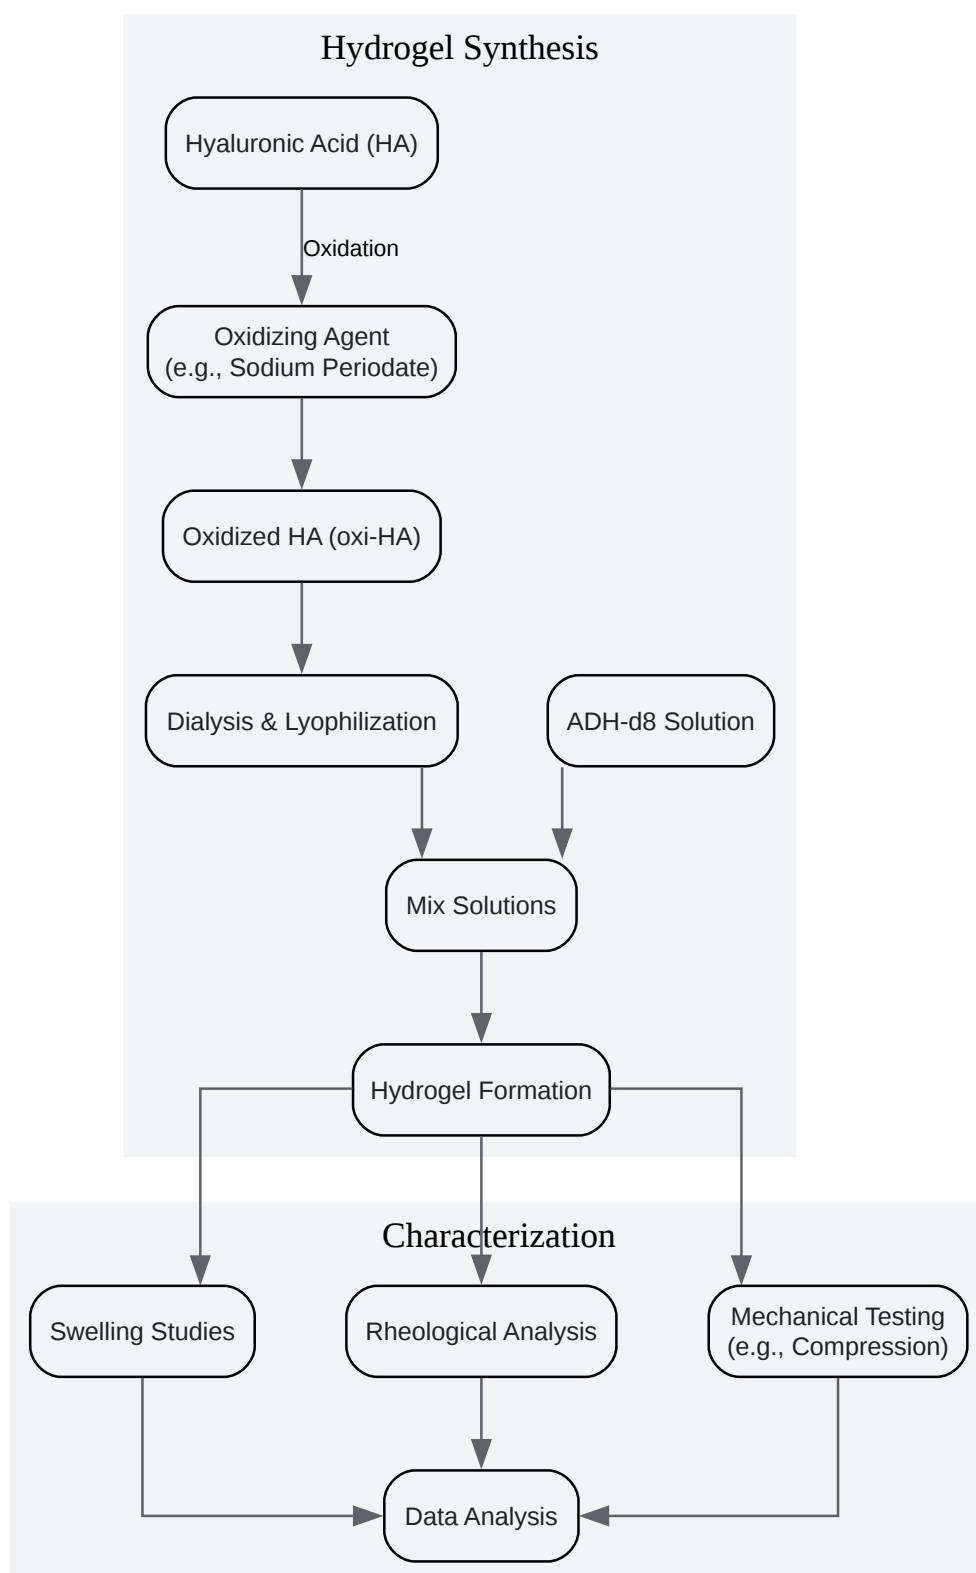 Hydrogel Synthesis
Hyaluronic Acid (HA)
Oxidation
Oxidizing Agent
(e.g., Sodium Periodate)
Oxidized HA (oxi-HA)
Dialysis & Lyophilization
ADH-d8 Solution
Mix Solutions
Hydrogel Formation
Characterization
Swelling Studies
Rheological Analysis
Mechanical Testing
(e.g., Compression)
Data Analysis